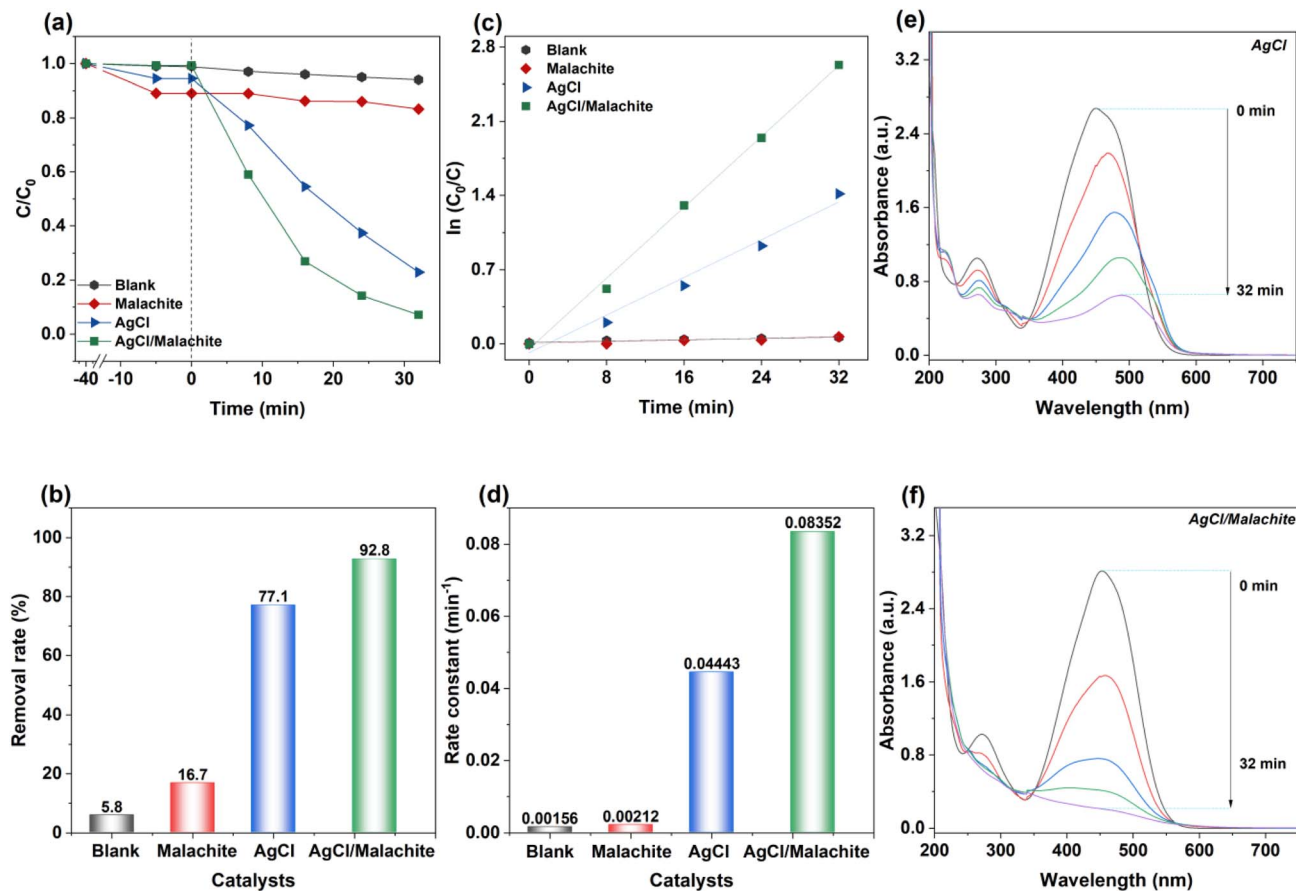 (a)
1.0
0.8
0.6
0.4
0.2
0.0
C/C₀
Blank
Malachite
AgCl
AgCl/Malachite
-40 -10 0 10 20 30
Time (min)
(c)
Blank
Malachite
AgCl
AgCl/Malachite
2.8
2.1
1.4
0.7
0.0
ln (C₀/C)
0 8 16 24 32
Time (min)
(e)
AgCl
0 min
32 min
3.2
2.4
1.6
0.8
0.0
Absorbance (a.u.)
200 300 400 500 600 700
Wavelength (nm)
(b)
100
80
60
40
20
0
Removal rate (%)
5.8
16.7
77.1
92.8
Blank Malachite AgCl AgCl/Malachite
Catalysts
(d)
0.08
0.06
0.04
0.02
0.00
Rate constant (min⁻¹)
0.00156
0.00212
0.04443
0.08352
Blank Malachite AgCl AgCl/Malachite
Catalysts
(f)
AgCl/Malachite
0 min
32 min
3.2
2.4
1.6
0.8
0.0
Absorbance (a.u.)
200 300 400 500 600 700
Wavelength (nm)